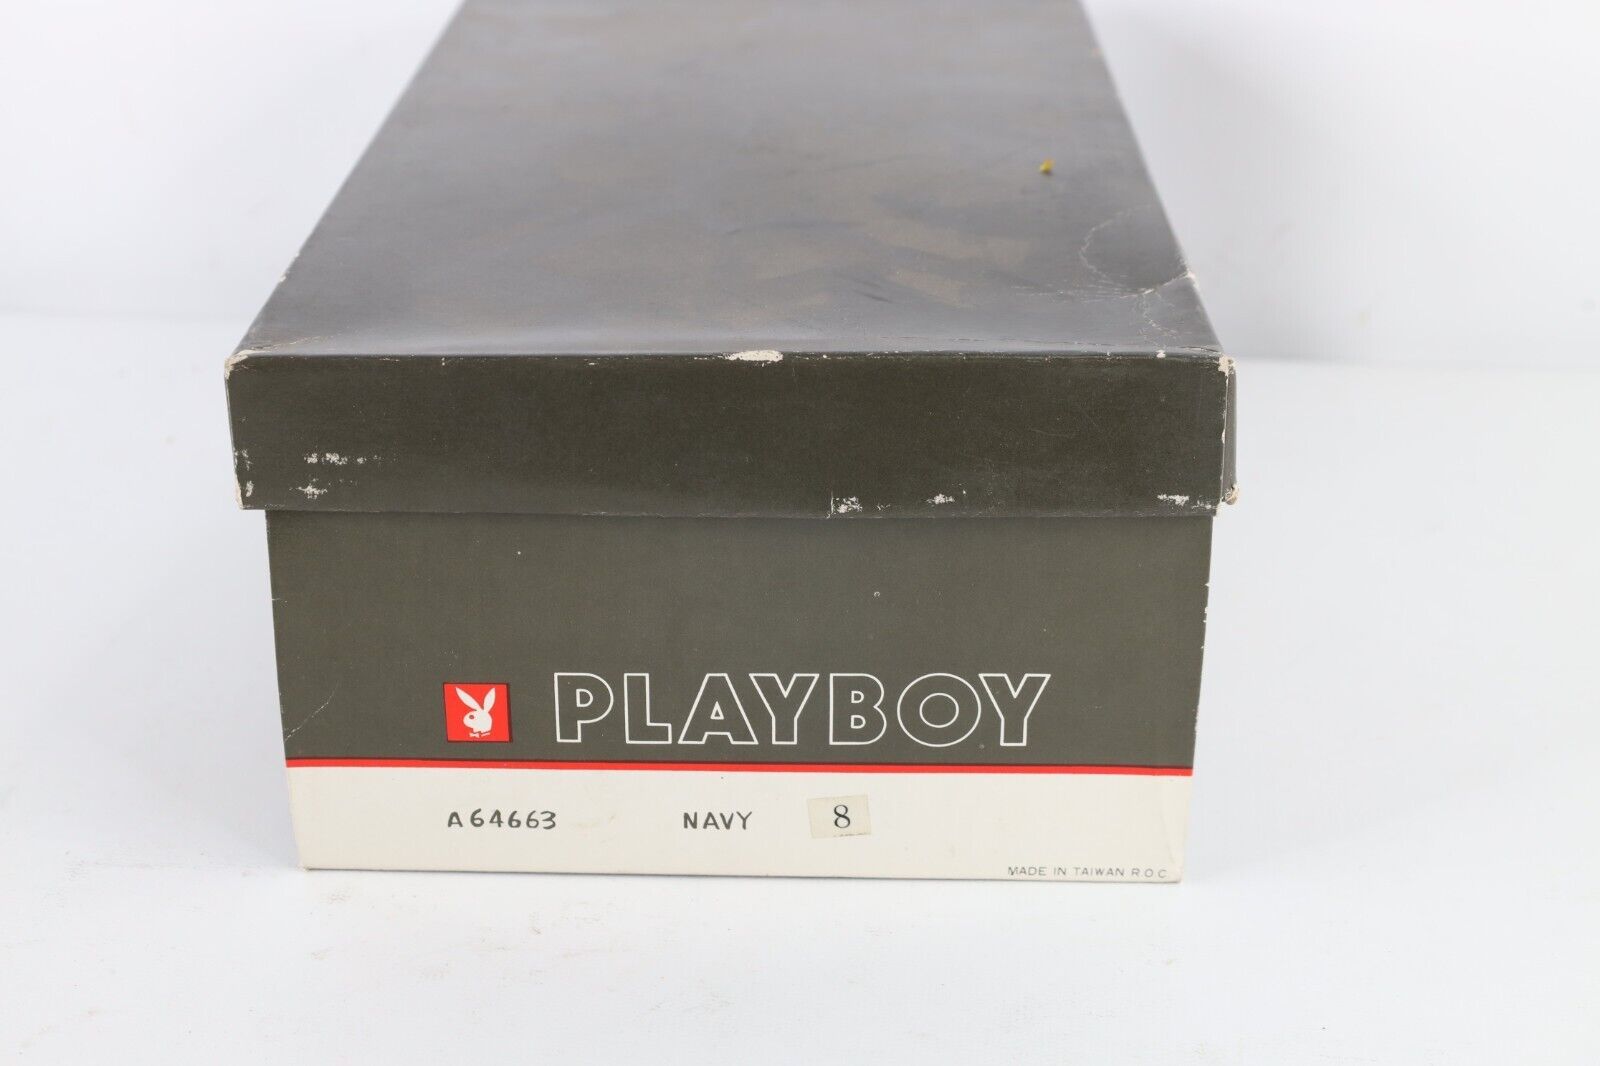 PLAYBOY
A64663 NAVY 8
MADE IN TAIWAN R.O.C.